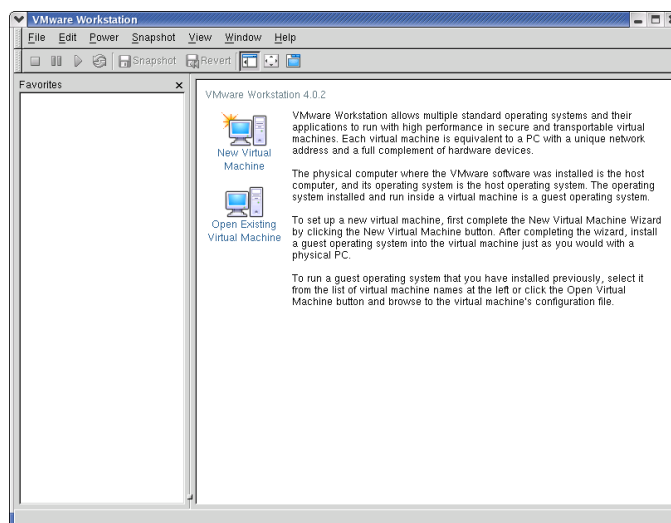 VMware Workstation
File Edit Power Snapshot View Window Help
Snapshot Revert
Favorites
VMware Workstation 4.0.2
New Virtual
Machine
Open Existing
Virtual Machine
VMware Workstation allows multiple standard operating systems and their
applications to run with high performance in secure and transportable virtual
machines. Each virtual machine is equivalent to a PC with a unique network
address and a full complement of hardware devices.
The physical computer where the VMware software was installed is the host
computer, and its operating system is the host operating system. The operating
system installed and run inside a virtual machine is a guest operating system.
To set up a new virtual machine, first complete the New Virtual Machine Wizard
by clicking the New Virtual Machine button. After completing the wizard, install
a guest operating system into the virtual machine just as you would with a
physical PC.
To run a guest operating system that you have installed previously, select it
from the list of virtual machine names at the left or click the Open Virtual
Machine button and browse to the virtual machine's configuration file.